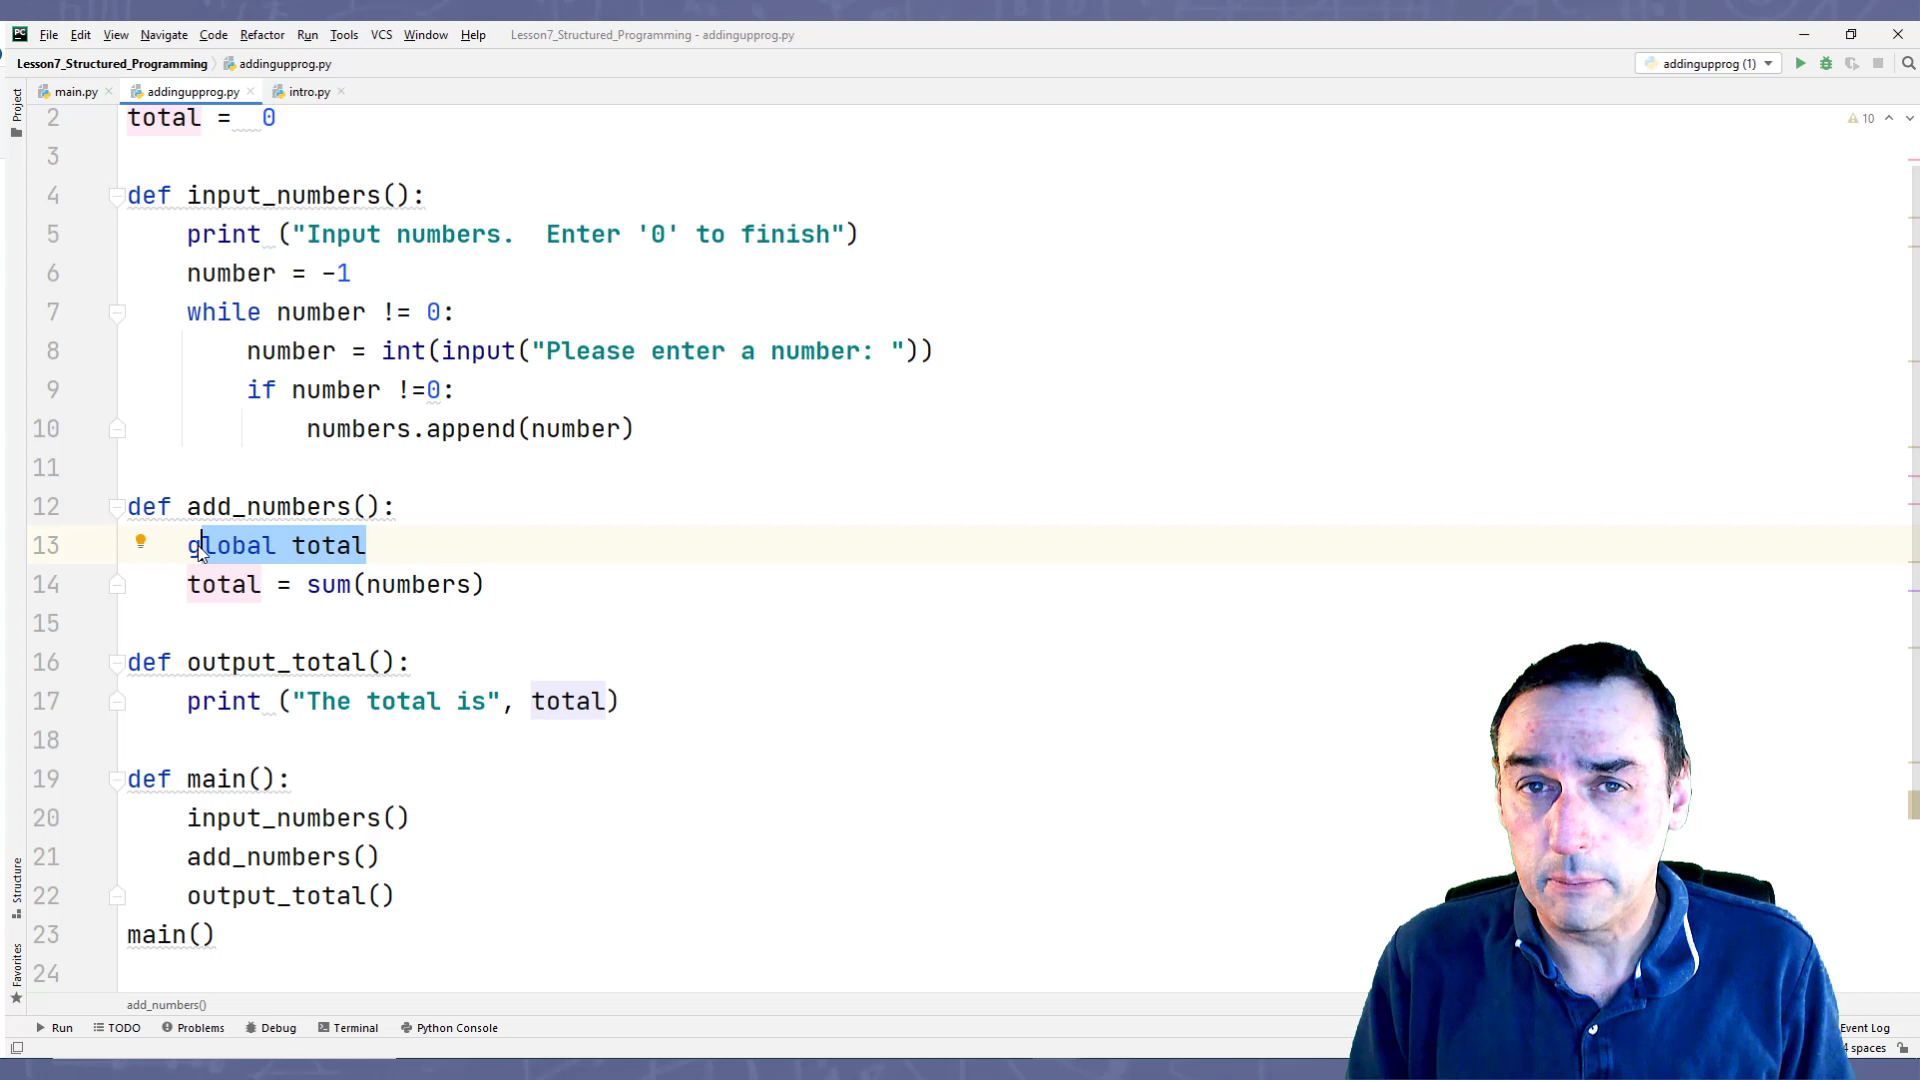 PC File Edit View Navigate Code Refactor Run Tools VCS Window Help Lesson7_Structured_Programming - addingupprog.py
Lesson7_Structured_Programming addingupprog.py addingupprog (1)
main.py addingupprog.py intro.py
Project
10
2 total =   0
3
4 def input_numbers():
5     print ("Input numbers.  Enter '0' to finish")
6     number = -1
7     while number != 0:
8         number = int(input("Please enter a number: "))
9         if number !=0:
10             numbers.append(number)
11
12 def add_numbers():
13     global total
14     total = sum(numbers)
15
16 def output_total():
17     print ("The total is", total)
18
19 def main():
20     input_numbers()
21     add_numbers()
22     output_total()
23 main()
24
Structure
Favorites
add_numbers()
Run TODO Problems Debug Terminal Python Console Event Log
4 spaces